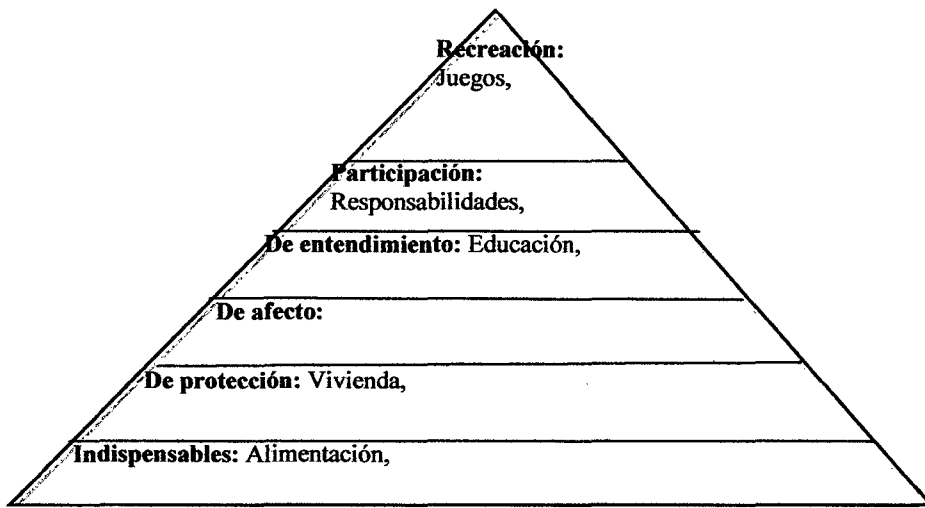 Recreación:
Juegos,
Participación:
Responsabilidades,
De entendimiento: Educación,
De afecto:
De protección: Vivienda,
Indispensables: Alimentación,